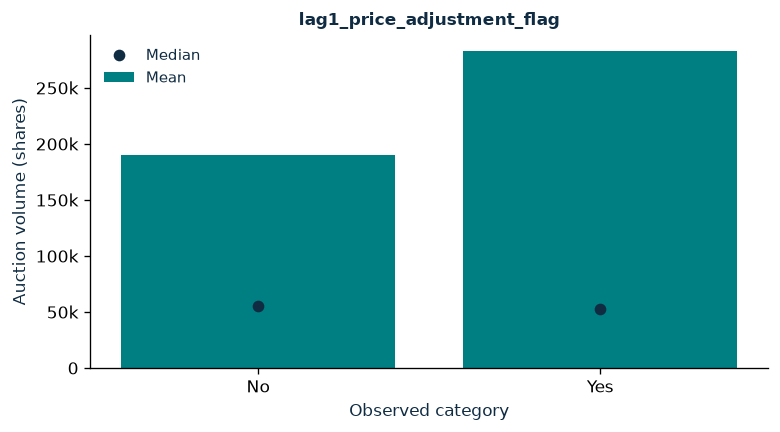 lag1_price_adjustment_flag
Median
Mean
Auction volume (shares)
250k
200k
150k
100k
50k
0
No
Yes
Observed category